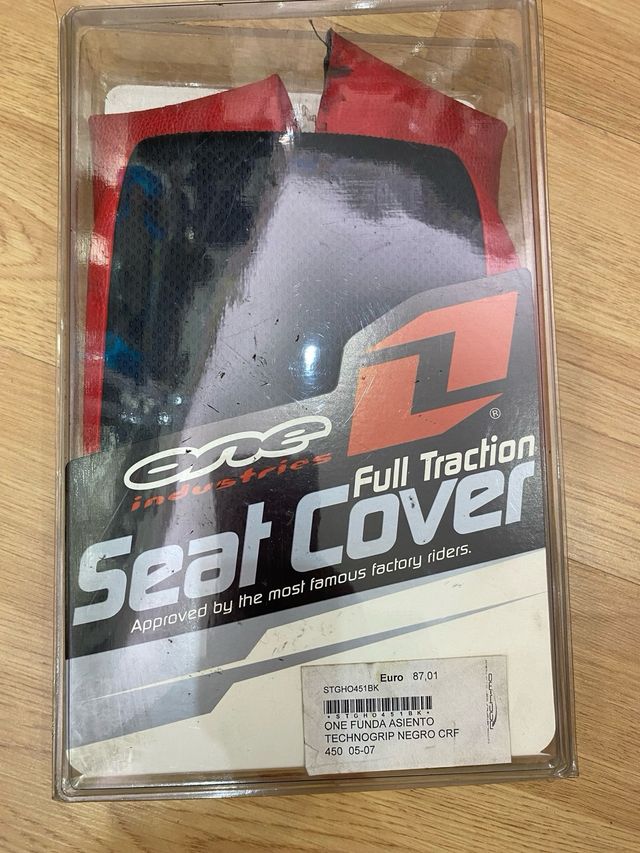 ®
one
industries
Full Traction
Seat Cover
Approved by the most famous factory riders.
Euro 87,01
STGHO451BK
*STGHO451BK*
ONE FUNDA ASIENTO
TECHNOGRIP NEGRO CRF
450 05-07